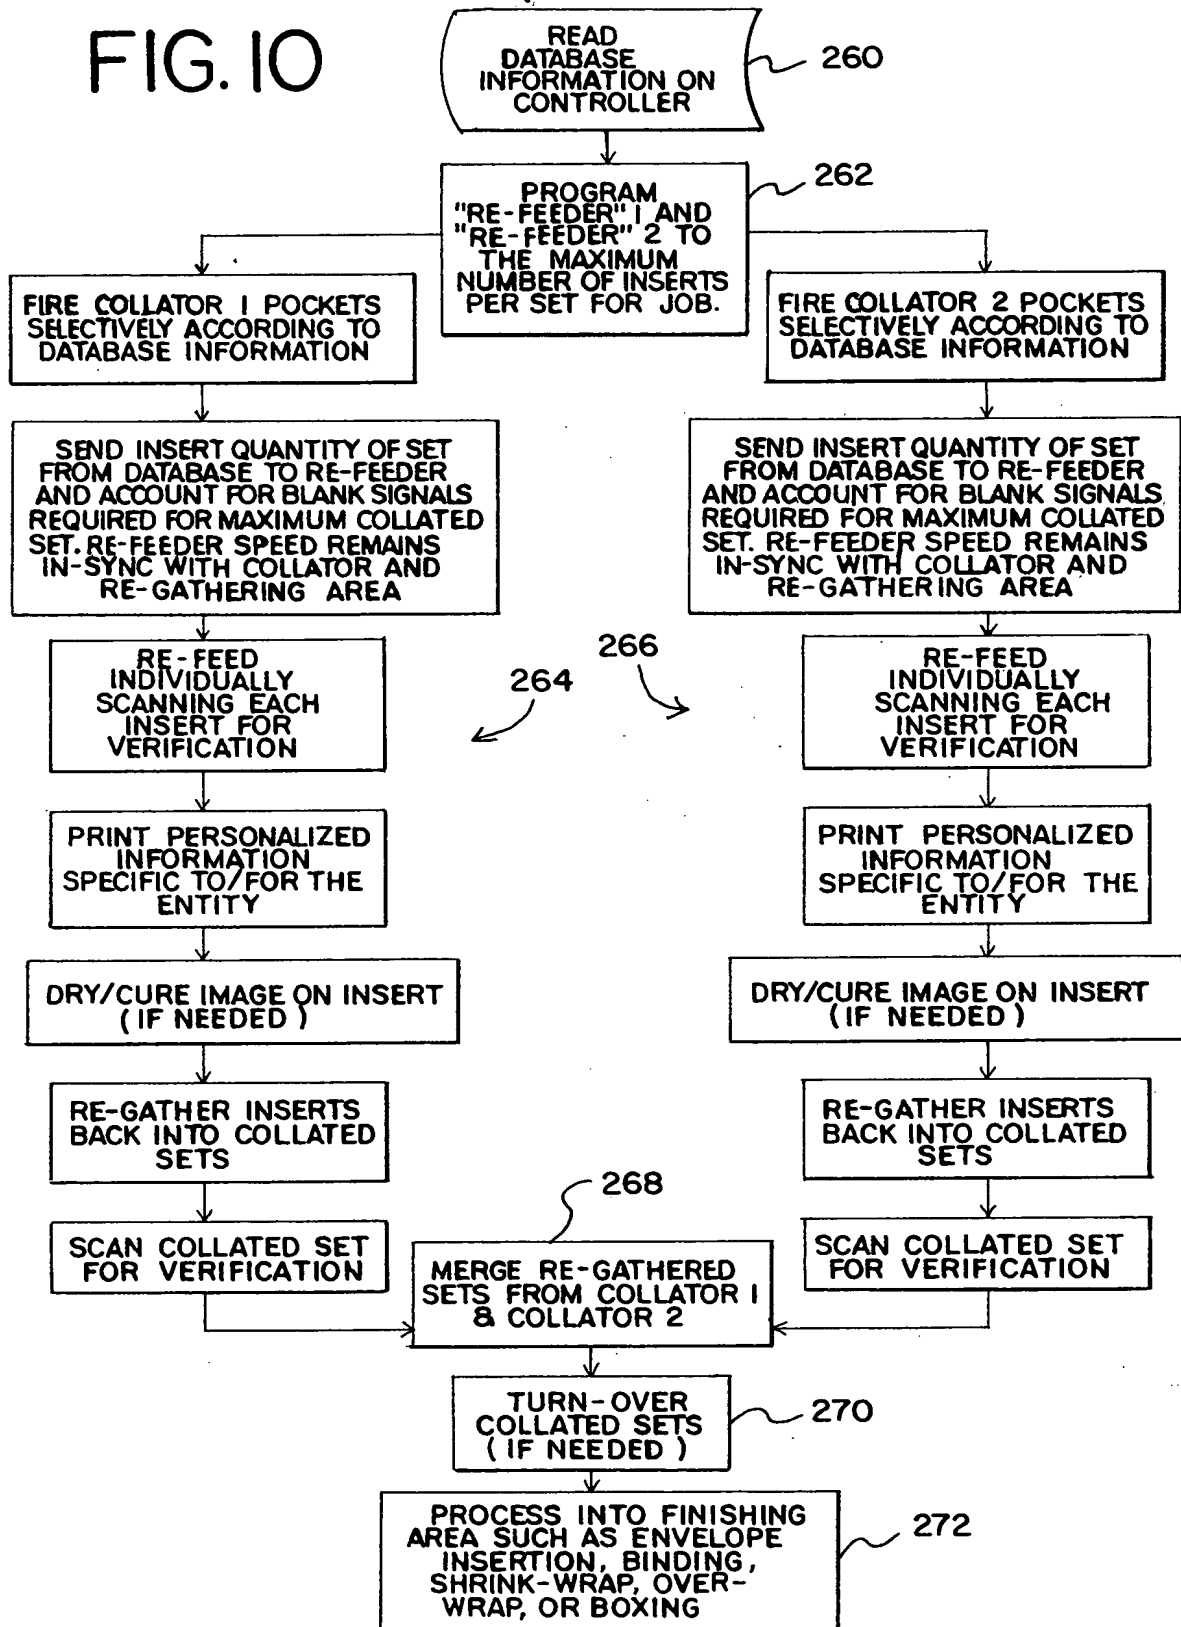 FIG. 10
READ
DATABASE
INFORMATION ON
CONTROLLER
260
PROGRAM
"RE-FEEDER" 1 AND
"RE-FEEDER" 2 TO
THE MAXIMUM
NUMBER OF INSERTS
PER SET FOR JOB.
262
FIRE COLLATOR 1 POCKETS
SELECTIVELY ACCORDING TO
DATABASE INFORMATION
SEND INSERT QUANTITY OF SET
FROM DATABASE TO RE-FEEDER
AND ACCOUNT FOR BLANK SIGNALS
REQUIRED FOR MAXIMUM COLLATED
SET. RE-FEEDER SPEED REMAINS
IN-SYNC WITH COLLATOR AND
RE-GATHERING AREA
RE-FEED
INDIVIDUALLY
SCANNING EACH
INSERT FOR
VERIFICATION
264
PRINT PERSONALIZED
INFORMATION
SPECIFIC TO/FOR THE
ENTITY
DRY/CURE IMAGE ON INSERT
(IF NEEDED)
RE-GATHER INSERTS
BACK INTO COLLATED
SETS
SCAN COLLATED SET
FOR VERIFICATION
FIRE COLLATOR 2 POCKETS
SELECTIVELY ACCORDING TO
DATABASE INFORMATION
SEND INSERT QUANTITY OF SET
FROM DATABASE TO RE-FEEDER
AND ACCOUNT FOR BLANK SIGNALS
REQUIRED FOR MAXIMUM COLLATED
SET. RE-FEEDER SPEED REMAINS
IN-SYNC WITH COLLATOR AND
RE-GATHERING AREA
266
RE-FEED
INDIVIDUALLY
SCANNING EACH
INSERT FOR
VERIFICATION
PRINT PERSONALIZED
INFORMATION
SPECIFIC TO/FOR THE
ENTITY
DRY/CURE IMAGE ON INSERT
(IF NEEDED)
RE-GATHER INSERTS
BACK INTO COLLATED
SETS
SCAN COLLATED SET
FOR VERIFICATION
268
MERGE RE-GATHERED
SETS FROM COLLATOR 1
& COLLATOR 2
TURN-OVER
COLLATED SETS
(IF NEEDED)
270
PROCESS INTO FINISHING
AREA SUCH AS ENVELOPE
INSERTION, BINDING,
SHRINK-WRAP, OVER-
WRAP, OR BOXING
272